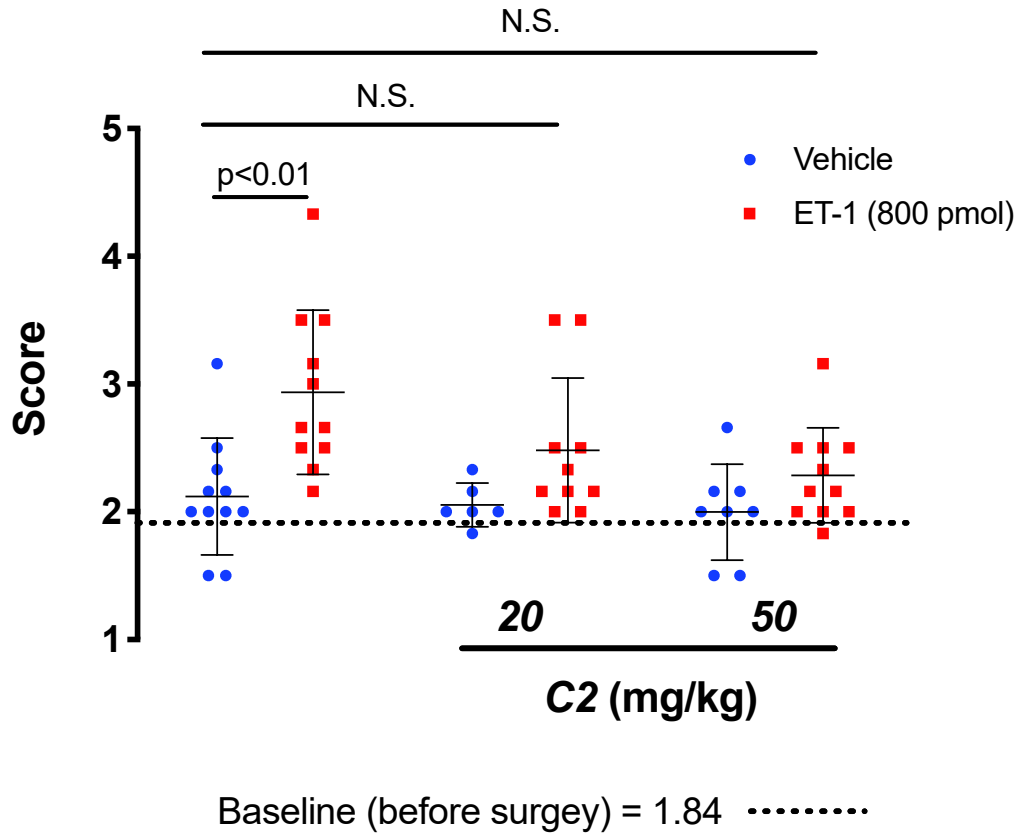 N.S.
N.S.
p<0.01
Vehicle
ET-1 (800 pmol)
5
4
3
2
1
Score
20
50
C2 (mg/kg)
Baseline (before surgey) = 1.84